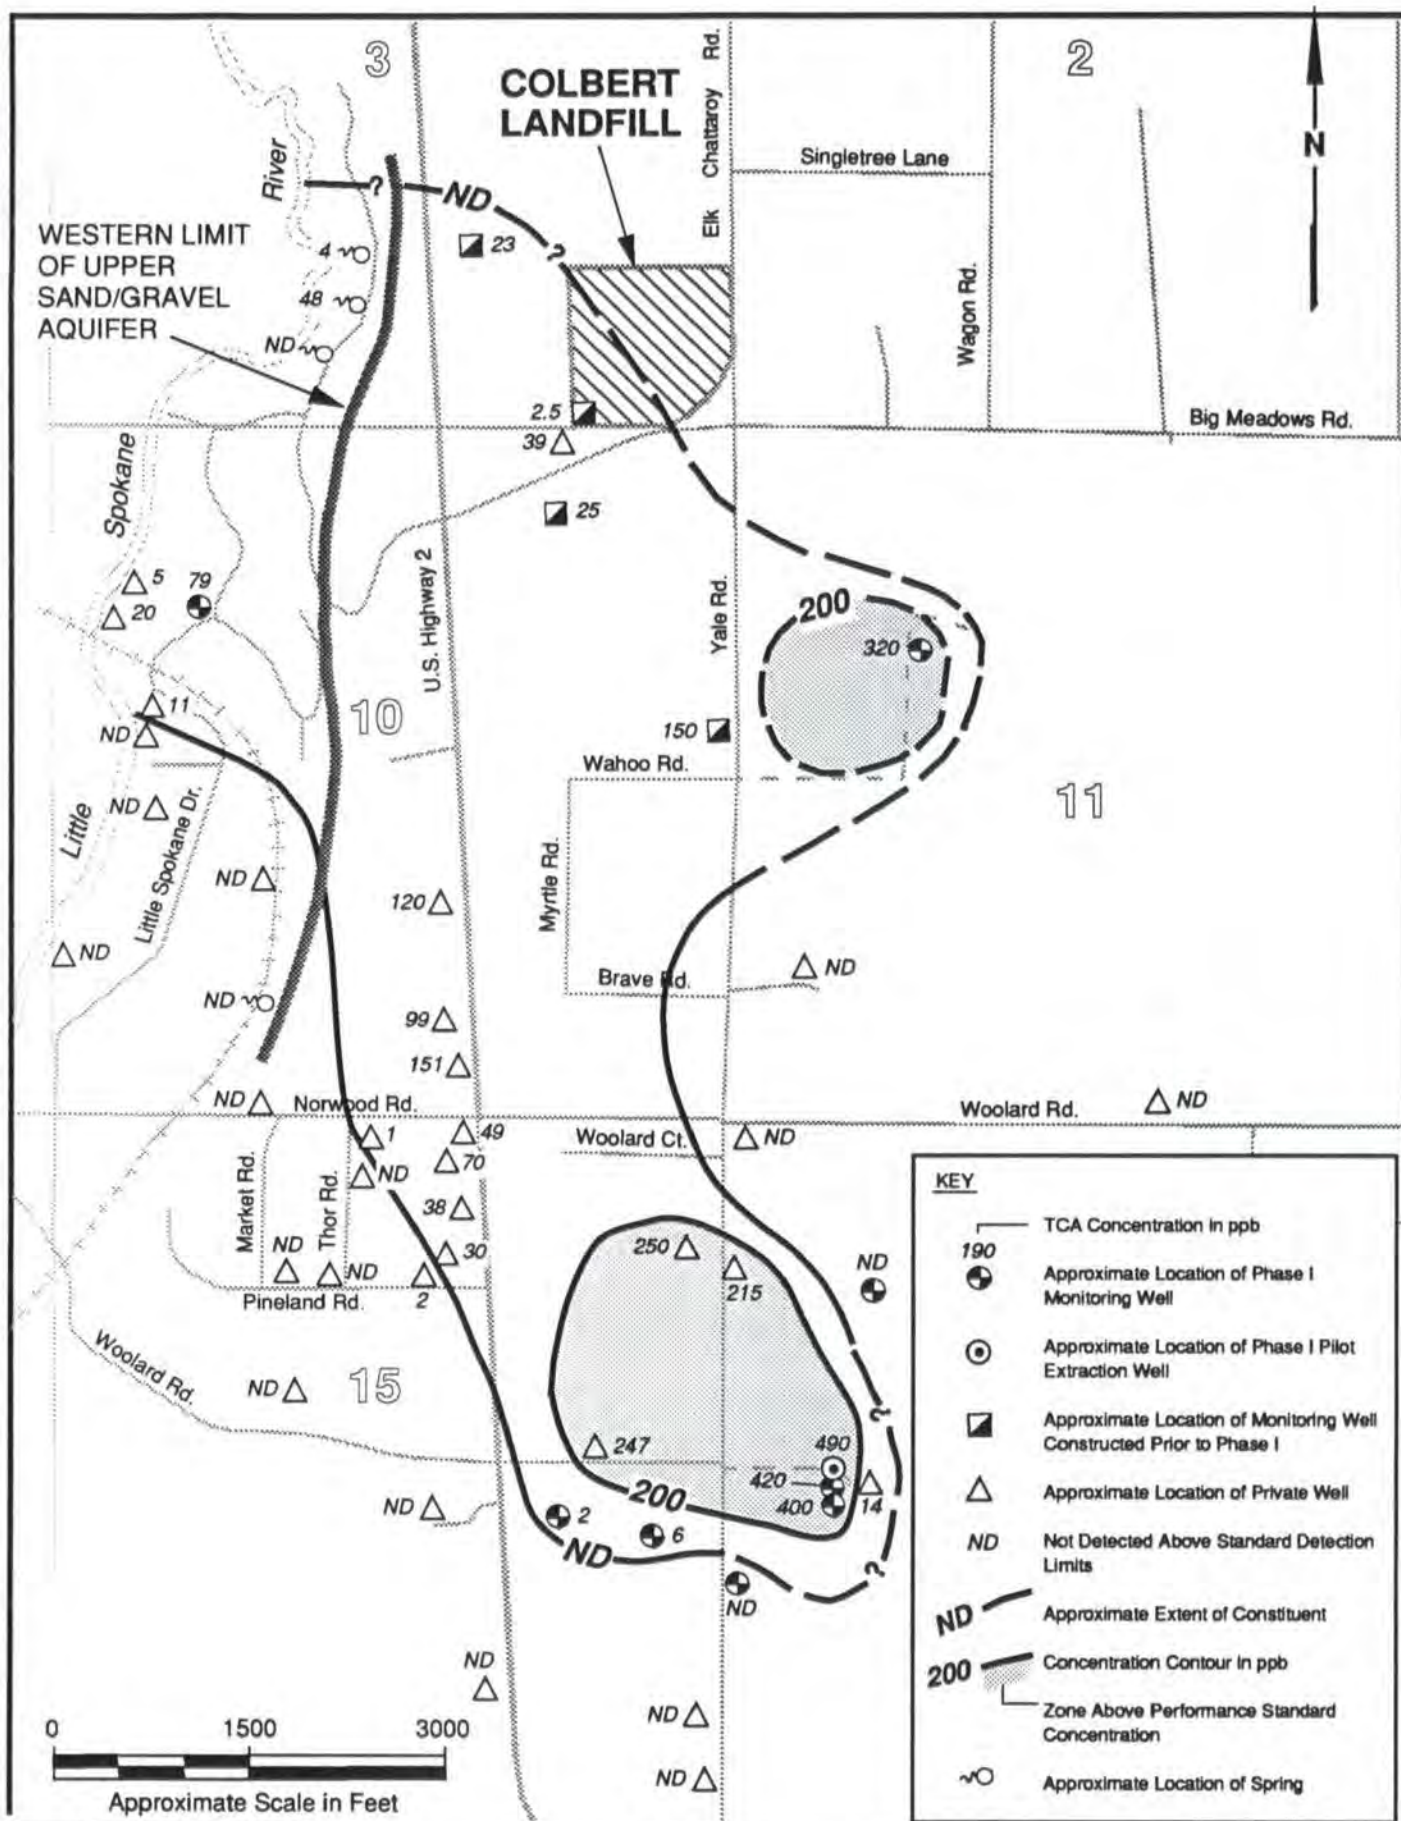 3
2
COLBERT
LANDFILL
Elk Chattaroy Rd.
Singletree Lane
N
River
ND
?
WESTERN LIMIT
OF UPPER
SAND/GRAVEL
AQUIFER
23
?
4
48
ND
Wagon Rd.
2.5
Big Meadows Rd.
39
Spokane
25
U.S. Highway 2
5
79
20
Yale Rd.
200
320
11
10
150
ND
Wahoo Rd.
11
ND
Little
Little Spokane Dr.
ND
Myrtle Rd.
120
ND
ND
Brave Rd.
ND
99
151
ND
Norwood Rd.
Woolard Rd.
ND
1
49
Woolard Ct.
ND
70
ND
Market Rd.
Thor Rd.
38
ND
30
250
ND
ND
215
Pineland Rd.
2
Woolard Rd.
ND
15
?
247
490
420
400
14
200
ND
2
6
ND
?
ND
ND
ND
ND
0
1500
3000
Approximate Scale in Feet
KEY
TCA Concentration in ppb
190
Approximate Location of Phase I
Monitoring Well
Approximate Location of Phase I Pilot
Extraction Well
Approximate Location of Monitoring Well
Constructed Prior to Phase I
Approximate Location of Private Well
ND
Not Detected Above Standard Detection
Limits
ND
Approximate Extent of Constituent
200
Concentration Contour in ppb
Zone Above Performance Standard
Concentration
Approximate Location of Spring